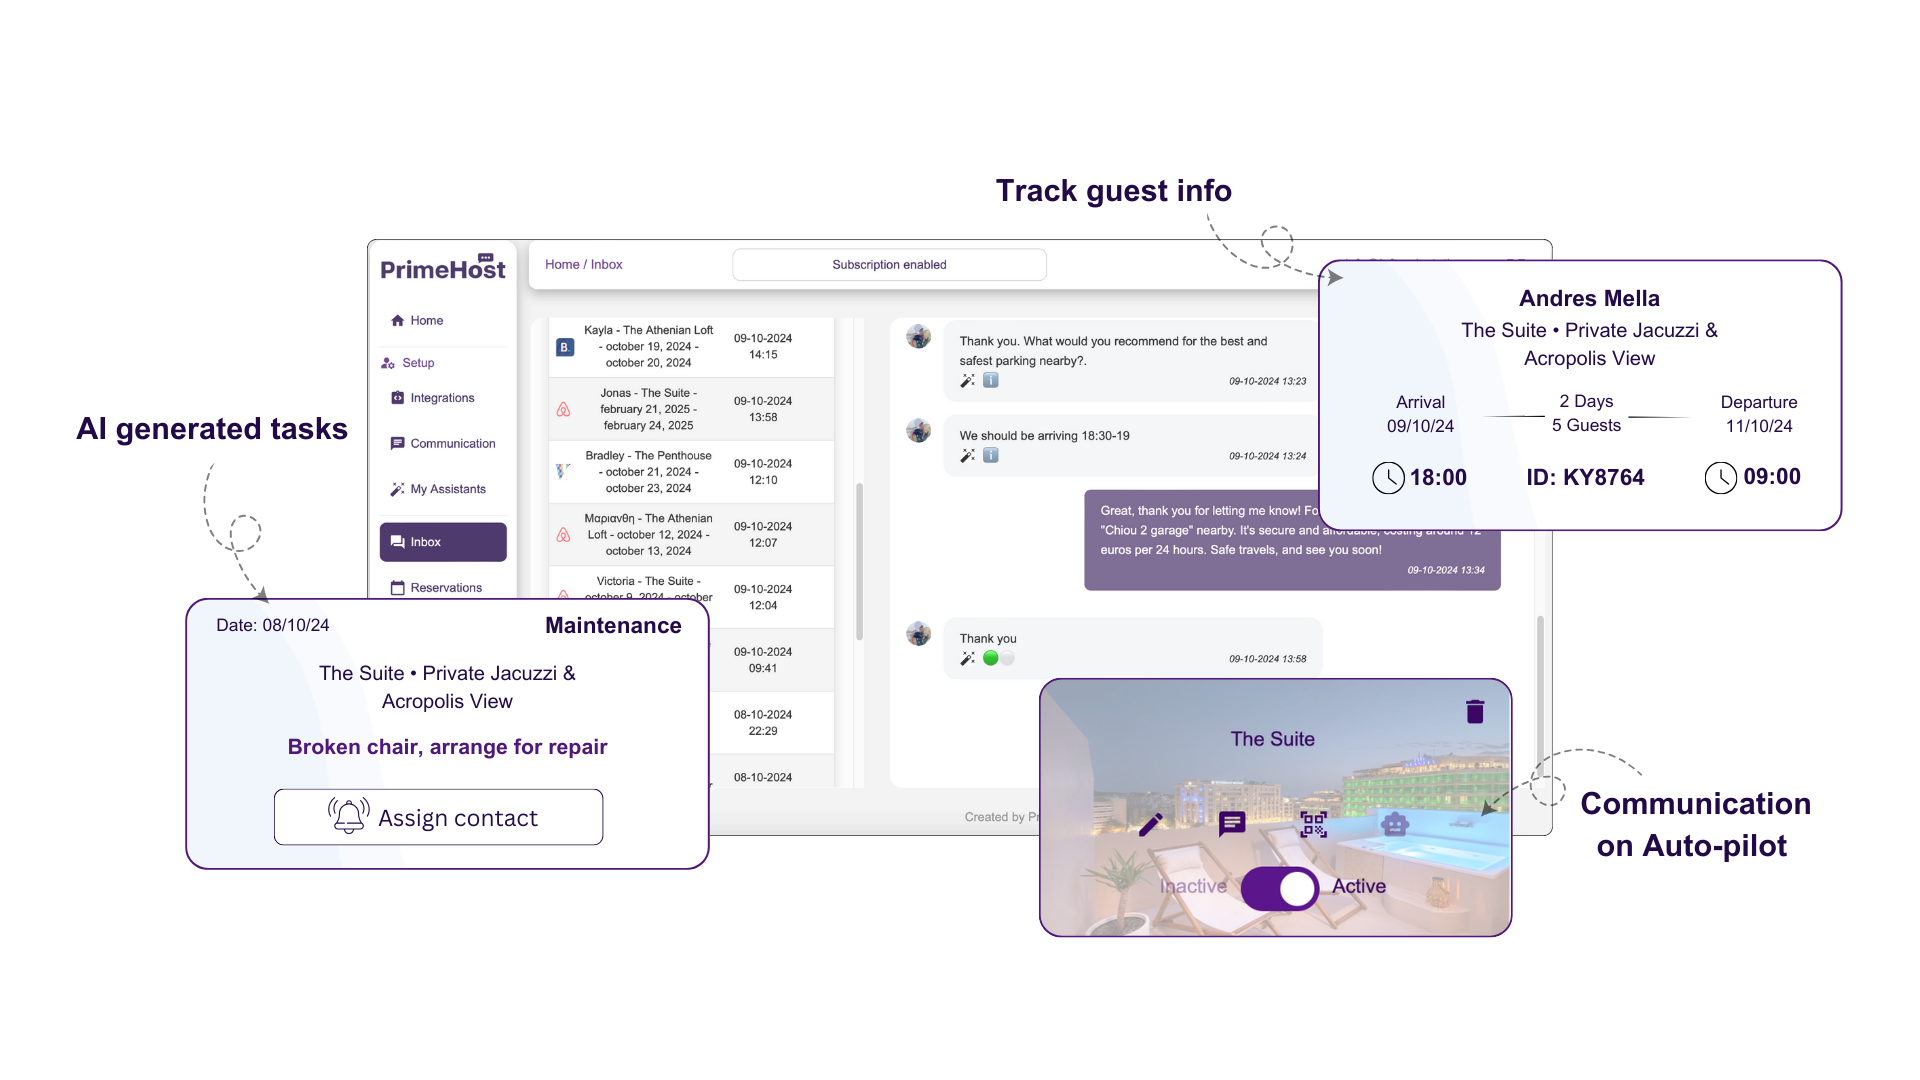 Track guest info
PrimeHost
Home / Inbox
Subscription enabled
Home
Setup
Integrations
Communication
My Assistants
Inbox
Reservations
Kayla - The Athenian Loft
- october 19, 2024 -
october 20, 2024
09-10-2024
14:15
Jonas - The Suite -
february 21, 2025 -
february 24, 2025
09-10-2024
13:58
Bradley - The Penthouse
- october 21, 2024 -
october 23, 2024
09-10-2024
12:10
Μαριανθη - The Athenian
Loft - october 12, 2024 -
october 13, 2024
09-10-2024
12:07
Victoria - The Suite -
october 9, 2024 - october
09-10-2024
12:04
09-10-2024
09:41
08-10-2024
22:29
08-10-2024
Thank you. What would you recommend for the best and
safest parking nearby?.
09-10-2024 13:23
We should be arriving 18:30-19
09-10-2024 13:24
Great, thank you for letting me know! Fo
"Chiou 2 garage" nearby. It's secure and affordable, costing around 12
euros per 24 hours. Safe travels, and see you soon!
09-10-2024 13:34
Thank you
09-10-2024 13:58
Created by Pr
Andres Mella
The Suite • Private Jacuzzi &
Acropolis View
Arrival
09/10/24
2 Days
5 Guests
Departure
11/10/24
18:00
ID: KY8764
09:00
AI generated tasks
Date: 08/10/24
Maintenance
The Suite • Private Jacuzzi &
Acropolis View
Broken chair, arrange for repair
Assign contact
The Suite
Inactive
Active
Communication
on Auto-pilot